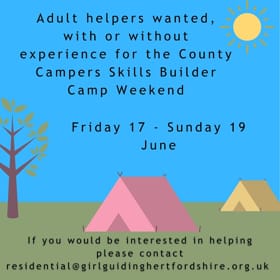 Adult helpers wanted,
with or without
experience for the County
Campers Skills Builder
Camp Weekend
Friday 17 - Sunday 19
June
If you would be interested in helping
please contact
residential@girlguidinghertfordshire.org.uk